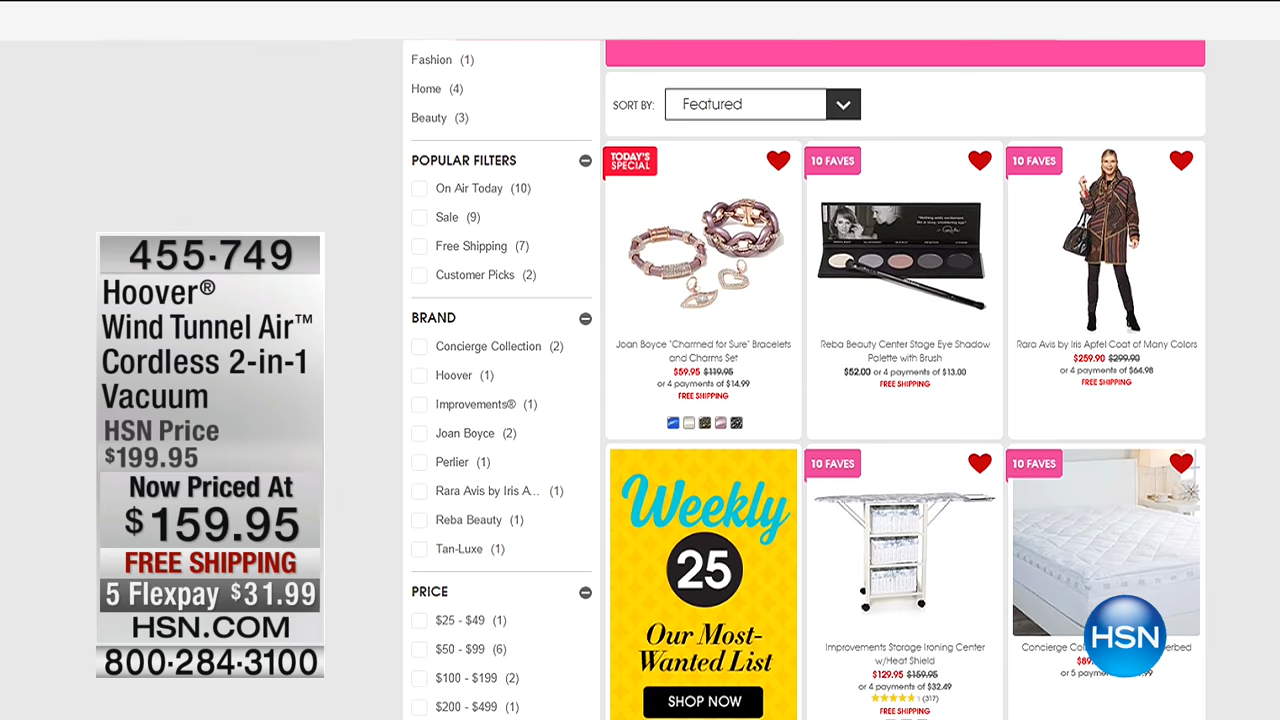 455-749
Hoover®
Wind Tunnel Air™
Cordless 2-in-1
Vacuum
HSN Price
$199.95
Now Priced At
$159.95
FREE SHIPPING
5 Flexpay $31.99
HSN.COM
800-284-3100
Fashion (1)
Home (4)
Beauty (3)
POPULAR FILTERS
On Air Today (10)
Sale (9)
Free Shipping (7)
Customer Picks (2)
BRAND
Concierge Collection (2)
Hoover (1)
Improvements® (1)
Joan Boyce (2)
Perlier (1)
Rara Avis by Iris A... (1)
Reba Beauty (1)
Tan-Luxe (1)
PRICE
$25 - $49 (1)
$50 - $99 (6)
$100 - $199 (2)
$200 - $499 (1)
SORT BY: Featured
TODAY'S
SPECIAL
Joan Boyce "Charmed for Sure" Bracelets
and Charms Set
$59.95 $119.95
or 4 payments of $14.99
FREE SHIPPING
10 FAVES
Reba Beauty Center Stage Eye Shadow
Palette with Brush
$52.00 or 4 payments of $13.00
FREE SHIPPING
10 FAVES
Rara Avis by Iris Apfel Coat of Many Colors
$259.90 $299.90
or 4 payments of $64.98
FREE SHIPPING
Weekly
25
Our Most-
Wanted List
SHOP NOW
10 FAVES
Improvements Storage Ironing Center
w/Heat Shield
$129.95 $159.95
or 4 payments of $32.49
(317)
FREE SHIPPING
10 FAVES
Concierge
or 5
HSN